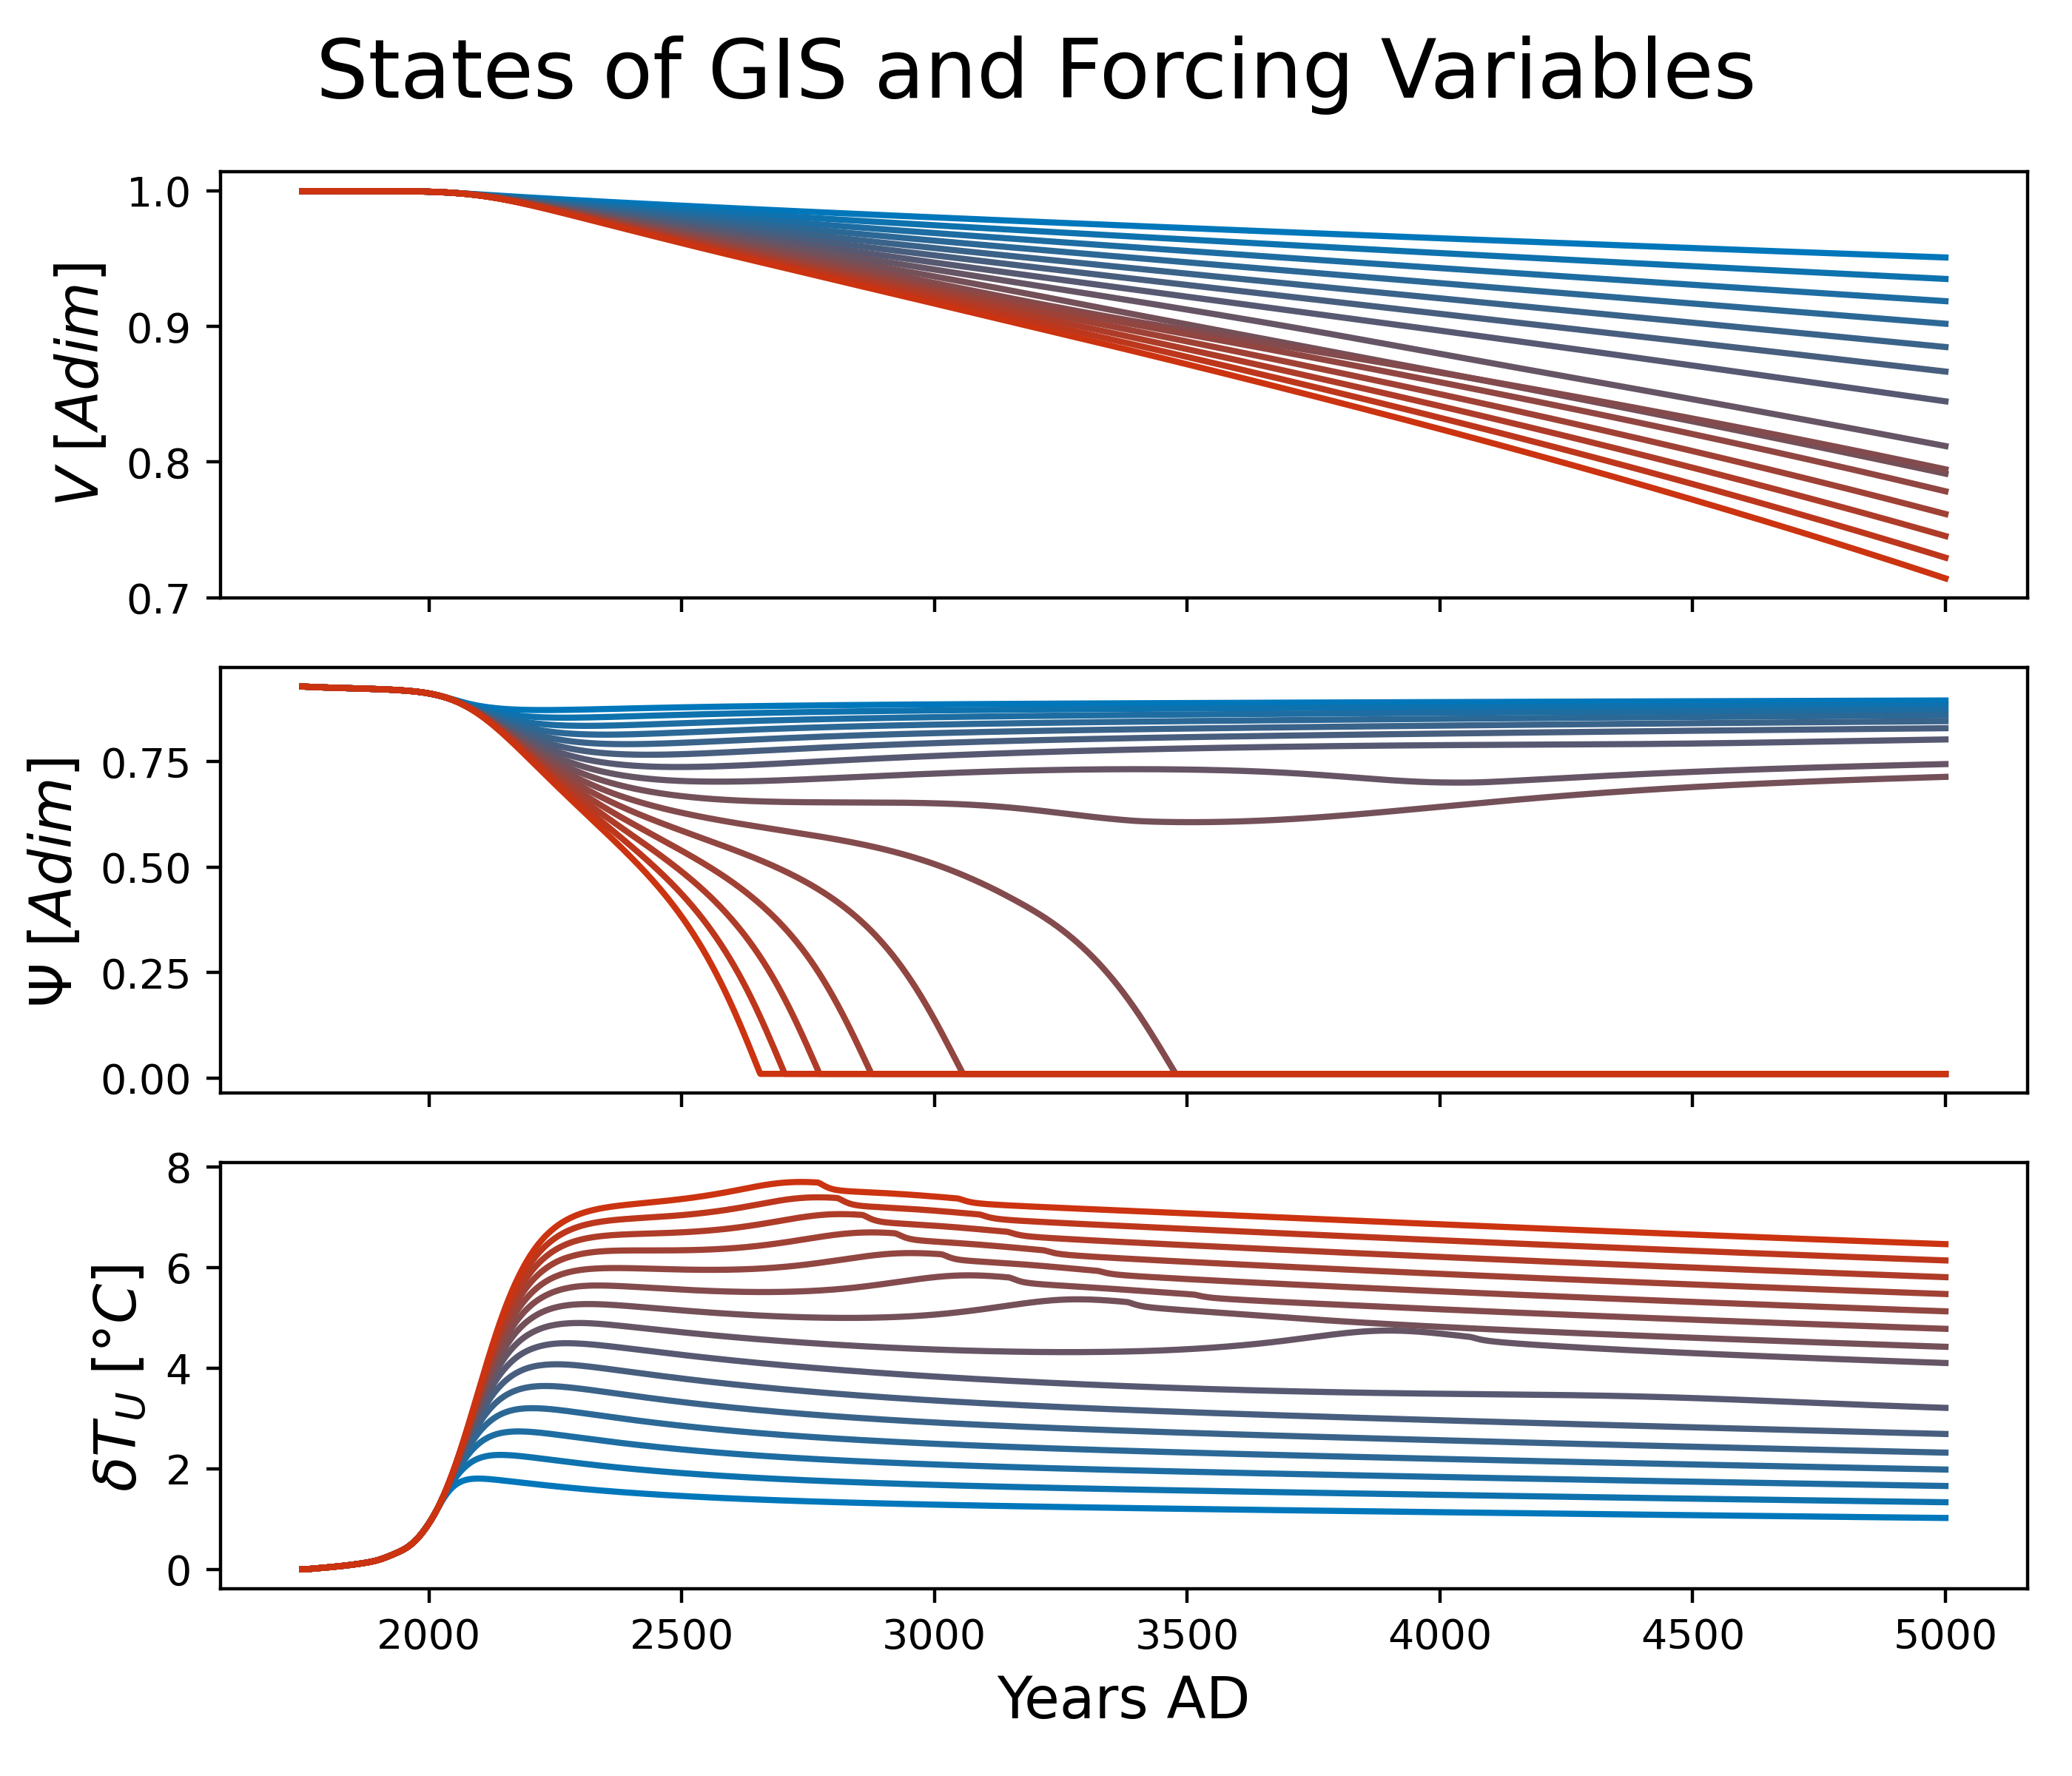 States of GIS and Forcing Variables
V [Adim]
1.0
0.9
0.8
0.7
Ψ [Adim]
0.75
0.50
0.25
0.00
δT_U [°C]
8
6
4
2
0
2000 2500 3000 3500 4000 4500 5000
Years AD